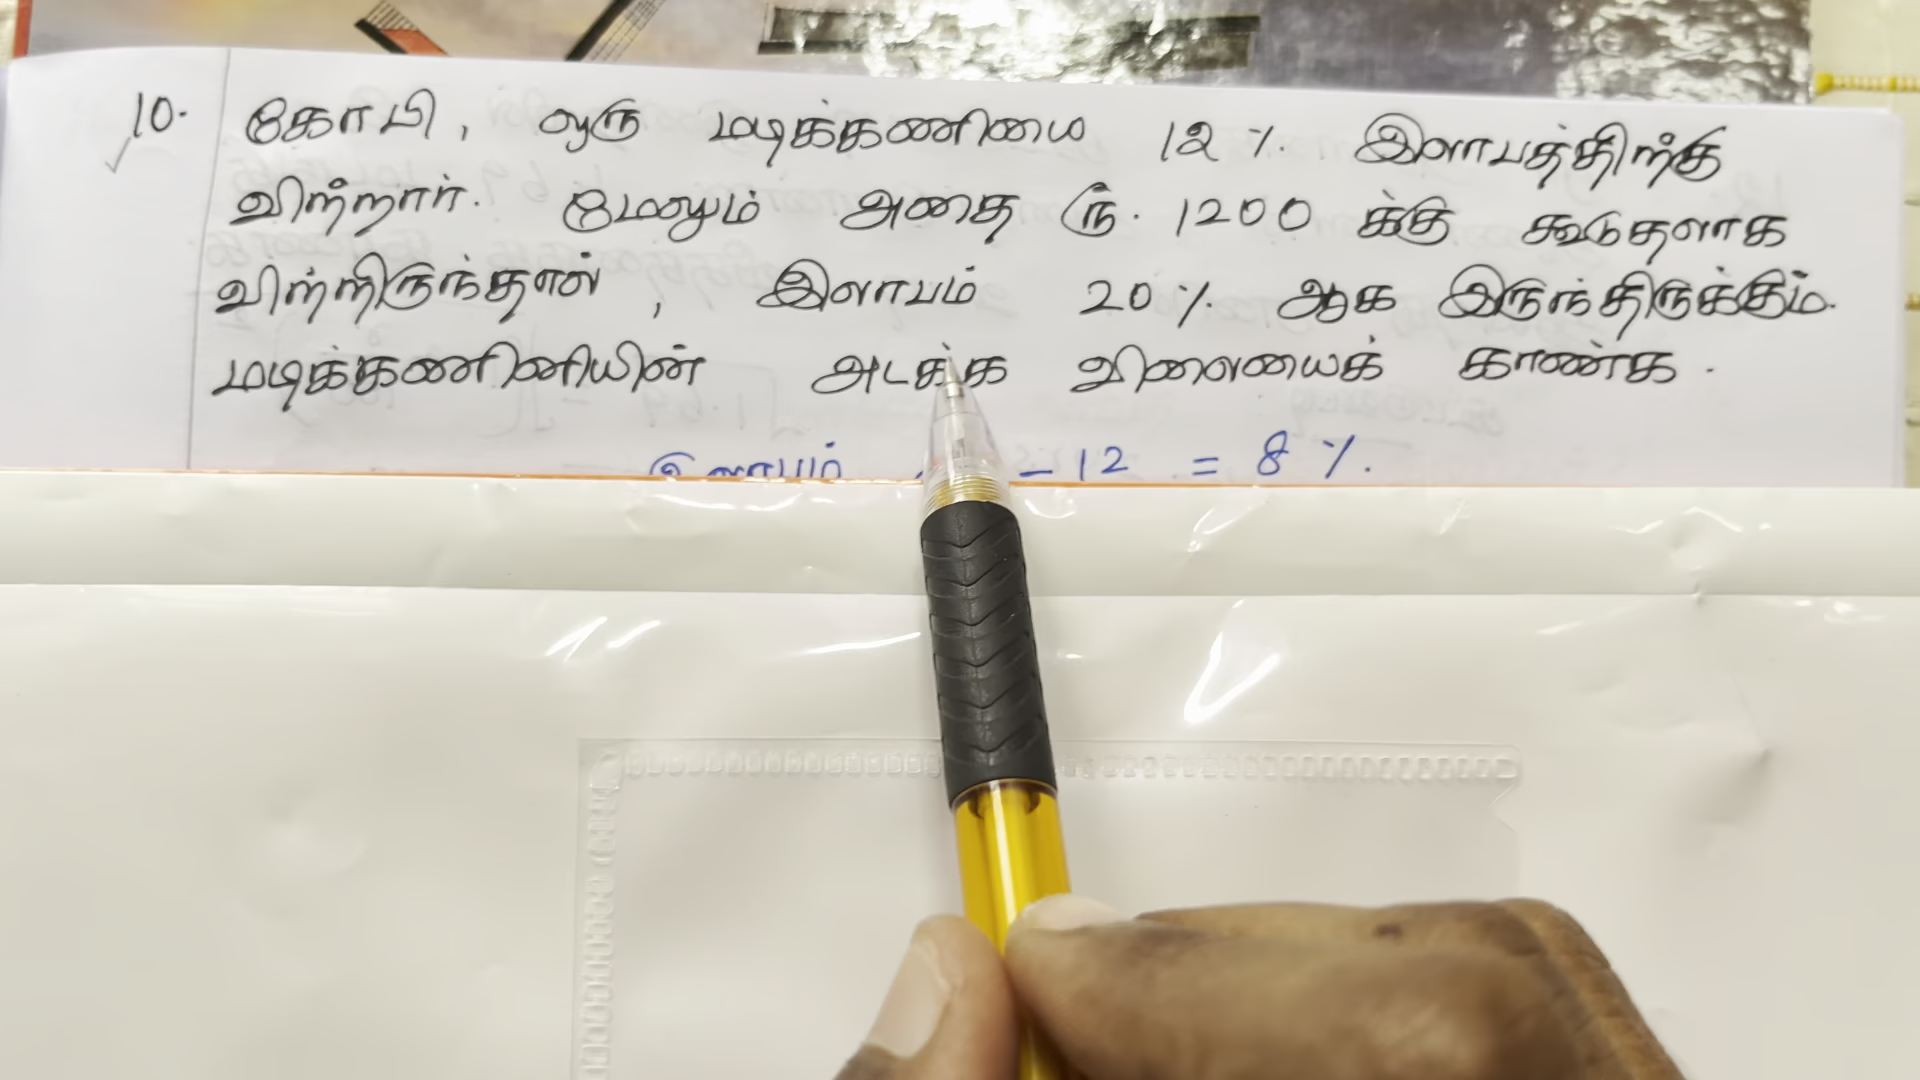 10. கோபி, ஒரு மடிக்கணினியை 12% இலாபத்திற்கு
விற்றார். மேலும் அதை ரூ. 1200 க்கு கூடுதலாக
விற்றிருந்தால், இலாபம் 20% ஆக இருந்திருக்கும்.
மடிக்கணினியின் அடக்க விலையைக் காண்க.
இலாபம் - 12 = 8%.